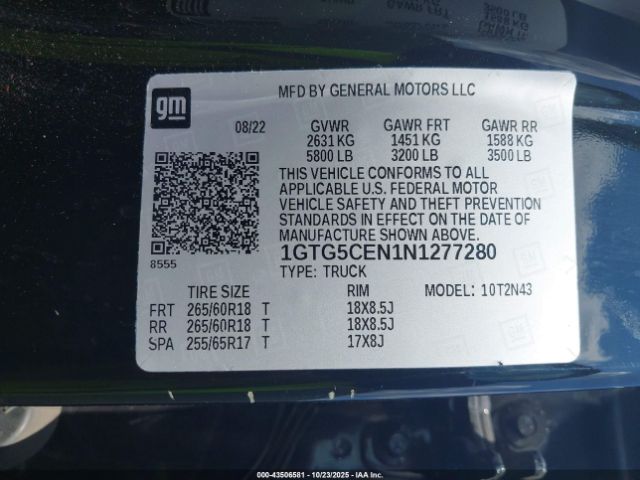 gm
MFD BY GENERAL MOTORS LLC
08/22 GVWR GAWR FRT GAWR RR
2631 KG 1451 KG 1588 KG
5800 LB 3200 LB 3500 LB
THIS VEHICLE CONFORMS TO ALL
APPLICABLE U.S. FEDERAL MOTOR
VEHICLE SAFETY AND THEFT PREVENTION
STANDARDS IN EFFECT ON THE DATE OF
MANUFACTURE SHOWN ABOVE.
8555
1GTG5CEN1N1277280
TYPE: TRUCK
TIRE SIZE RIM MODEL: 10T2N43
FRT 265/60R18 T 18X8.5J
RR 265/60R18 T 18X8.5J
SPA 255/65R17 T 17X8J
000-43506581 - 10/23/2025 - IAA, Inc.